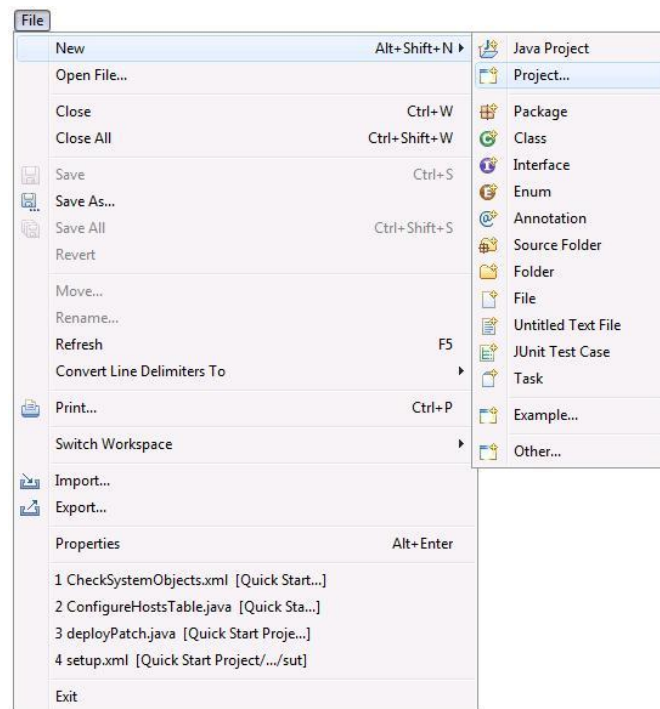 File
New Alt+Shift+N
Open File...
Close Ctrl+W
Close All Ctrl+Shift+W
Save Ctrl+S
Save As...
Save All Ctrl+Shift+S
Revert
Move...
Rename...
Refresh F5
Convert Line Delimiters To
Print... Ctrl+P
Switch Workspace
Import...
Export...
Properties Alt+Enter
1 CheckSystemObjects.xml [Quick Start...]
2 ConfigureHostsTable.java [Quick Sta...]
3 deployPatch.java [Quick Start Proje...]
4 setup.xml [Quick Start Project/.../sut]
Exit
Java Project
Project...
Package
Class
Interface
Enum
Annotation
Source Folder
Folder
File
Untitled Text File
JUnit Test Case
Task
Example...
Other...